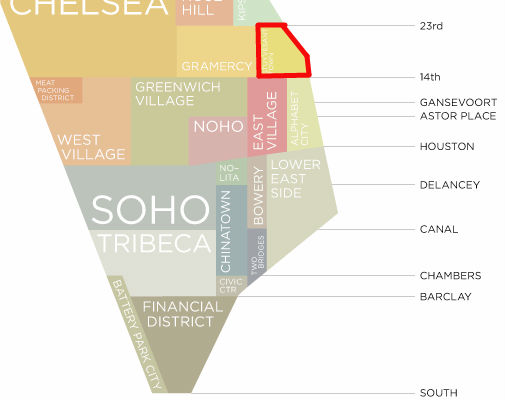 CHELSEA
HILL
KIPS
23rd
GRAMERCY
14th
MEAT
PACKING
DISTRICT
GREENWICH
VILLAGE
EAST
VILLAGE
ALPHABET
CITY
GANSEVOORT
ASTOR PLACE
NOHO
WEST
VILLAGE
HOUSTON
NO-
LITA
BOWERY
LOWER
EAST
SIDE
DELANCEY
SOHO
CHINATOWN
CANAL
TRIBECA
TWO
BRIDGES
CHAMBERS
CIVIC
CTR
BARCLAY
BATTERY PARK CITY
FINANCIAL
DISTRICT
SOUTH